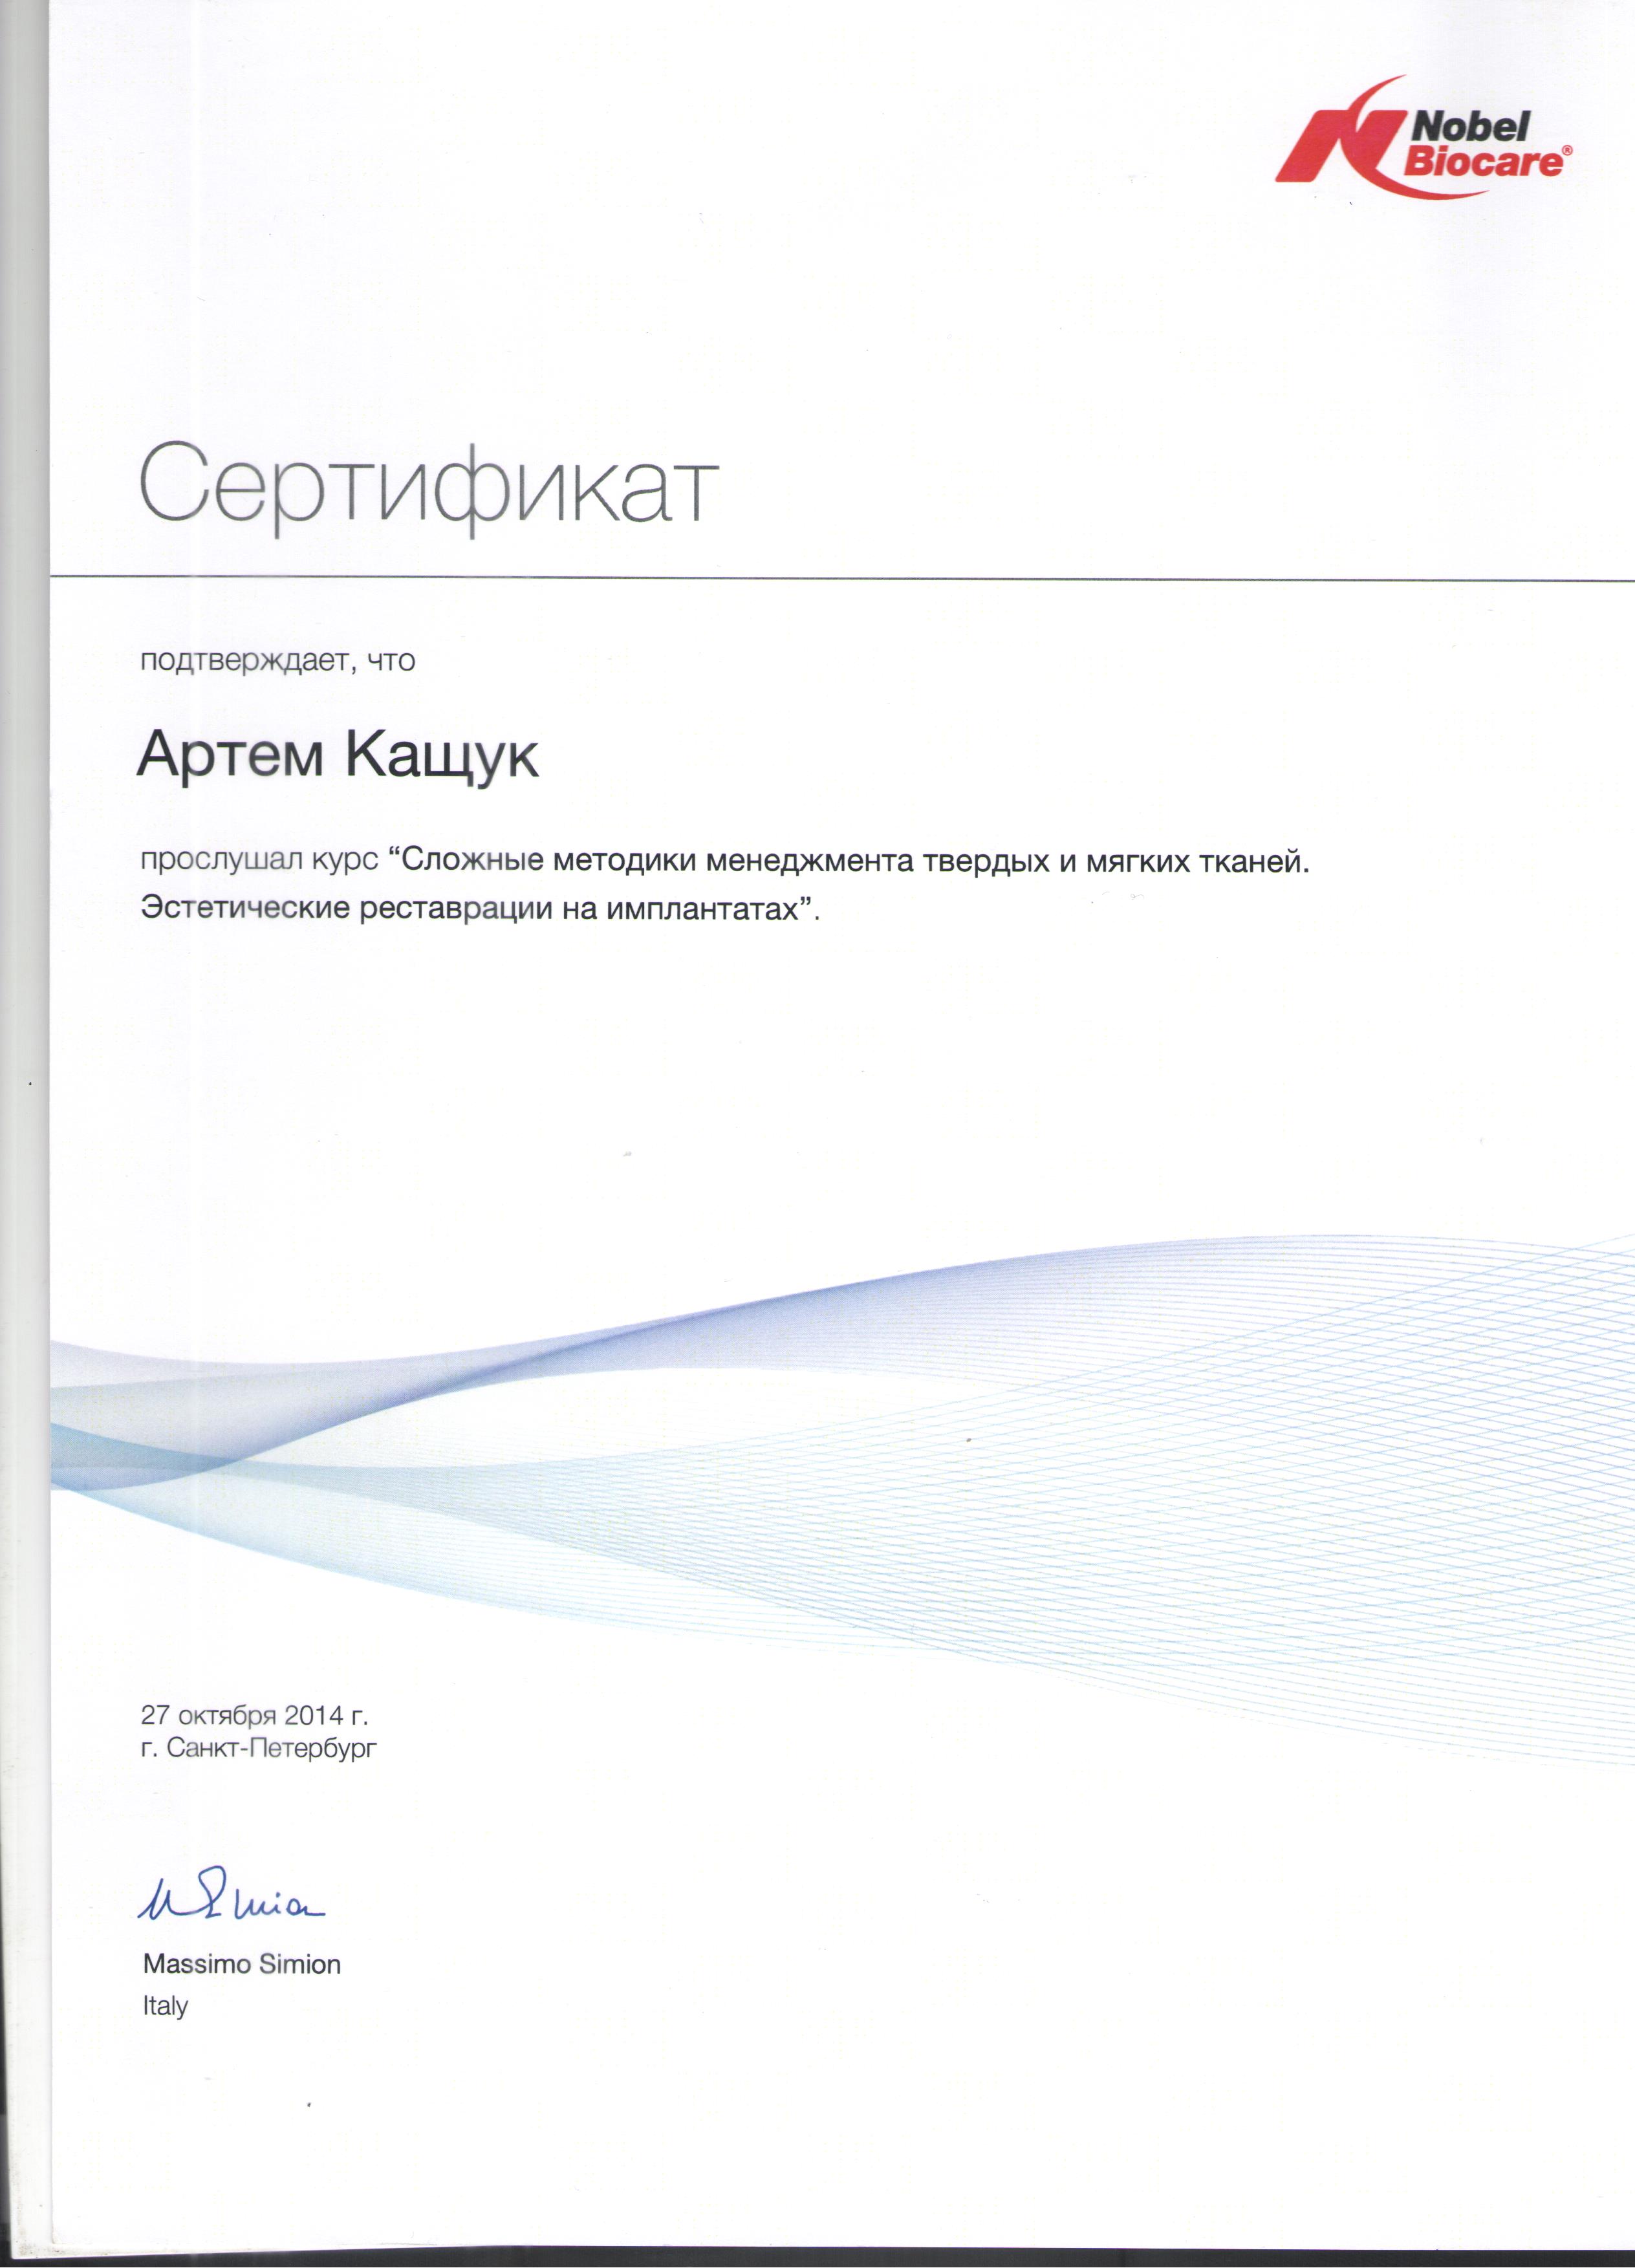 Nobel
Biocare®
Сертификат
подтверждает, что
Артем Кащук
прослушал курс “Сложные методики менеджмента твердых и мягких тканей.
Эстетические реставрации на имплантатах”.
27 октября 2014 г.
г. Санкт-Петербург
M Simion
Massimo Simion
Italy